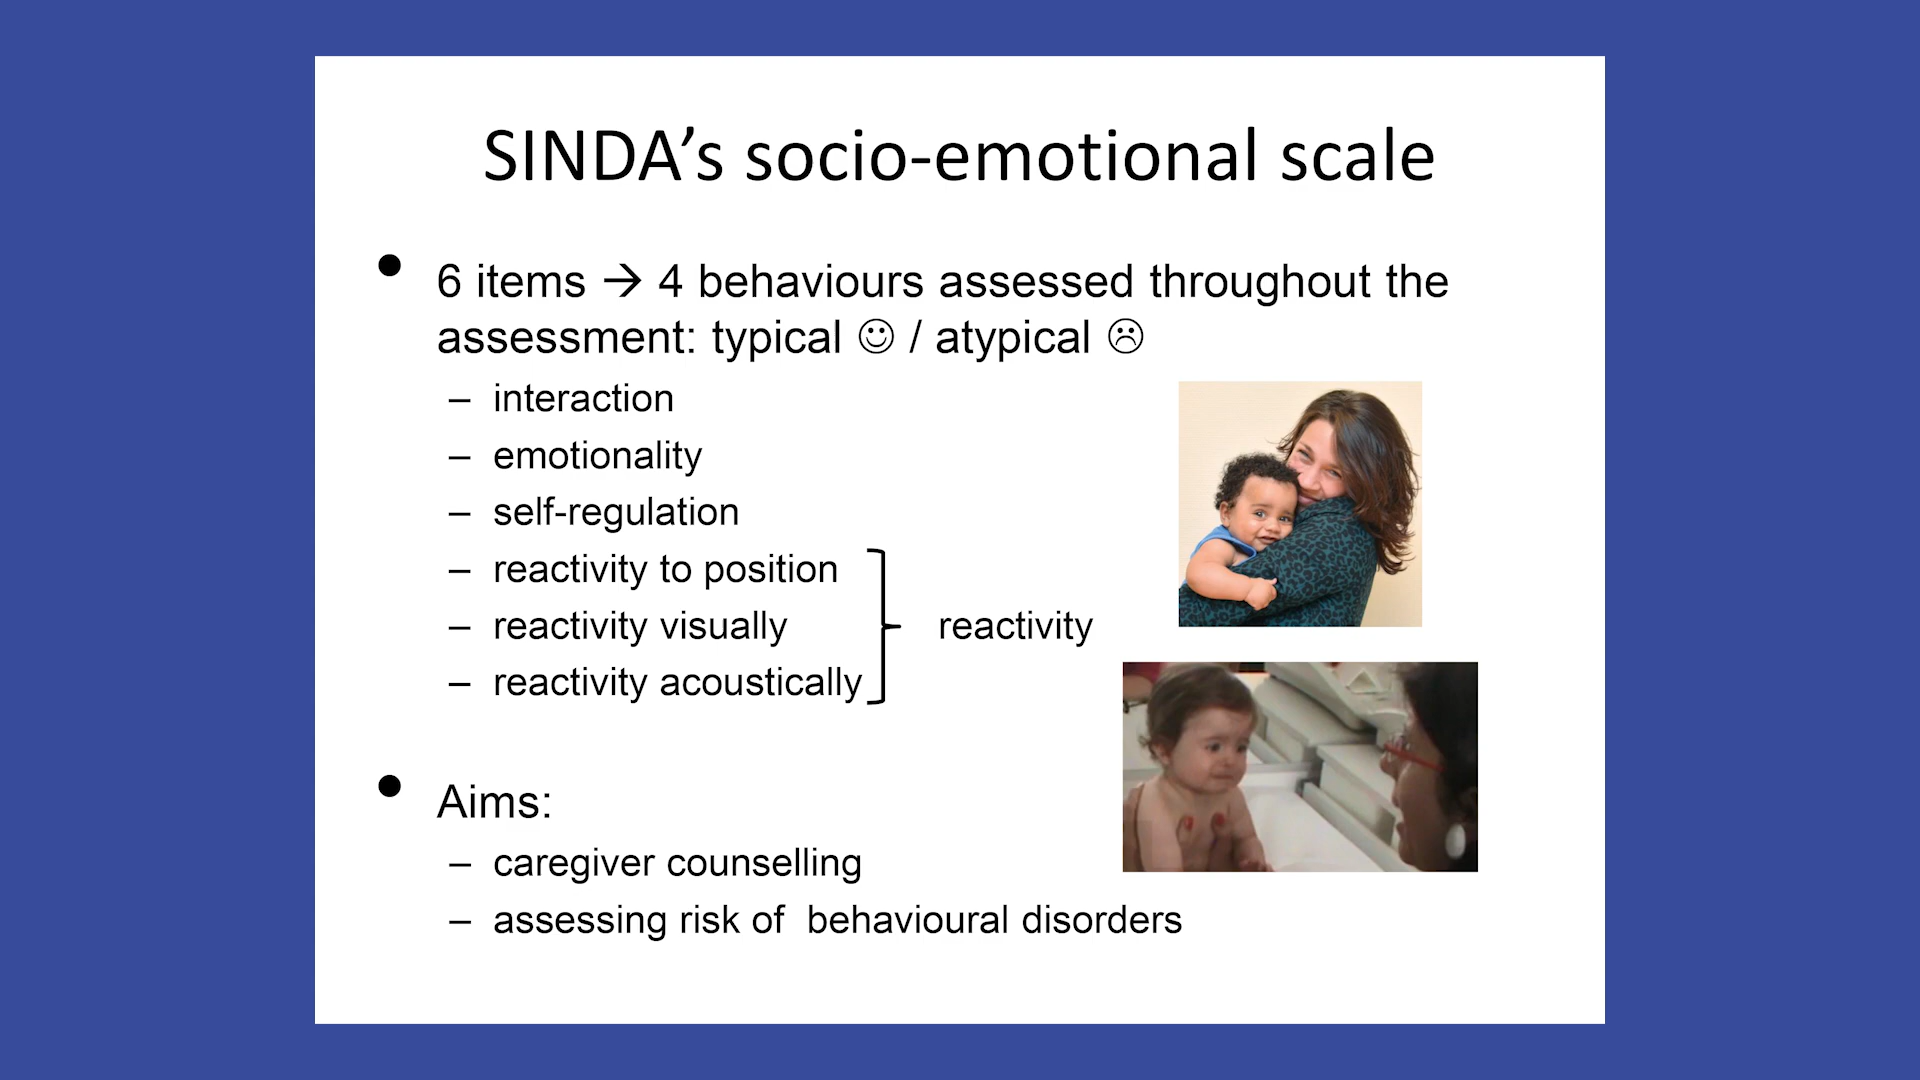 SINDA’s socio-emotional scale
• 6 items → 4 behaviours assessed throughout the
assessment: typical ☺ / atypical ☹
– interaction
– emotionality
– self-regulation
– reactivity to position
– reactivity visually
reactivity
– reactivity acoustically
• Aims:
– caregiver counselling
– assessing risk of  behavioural disorders